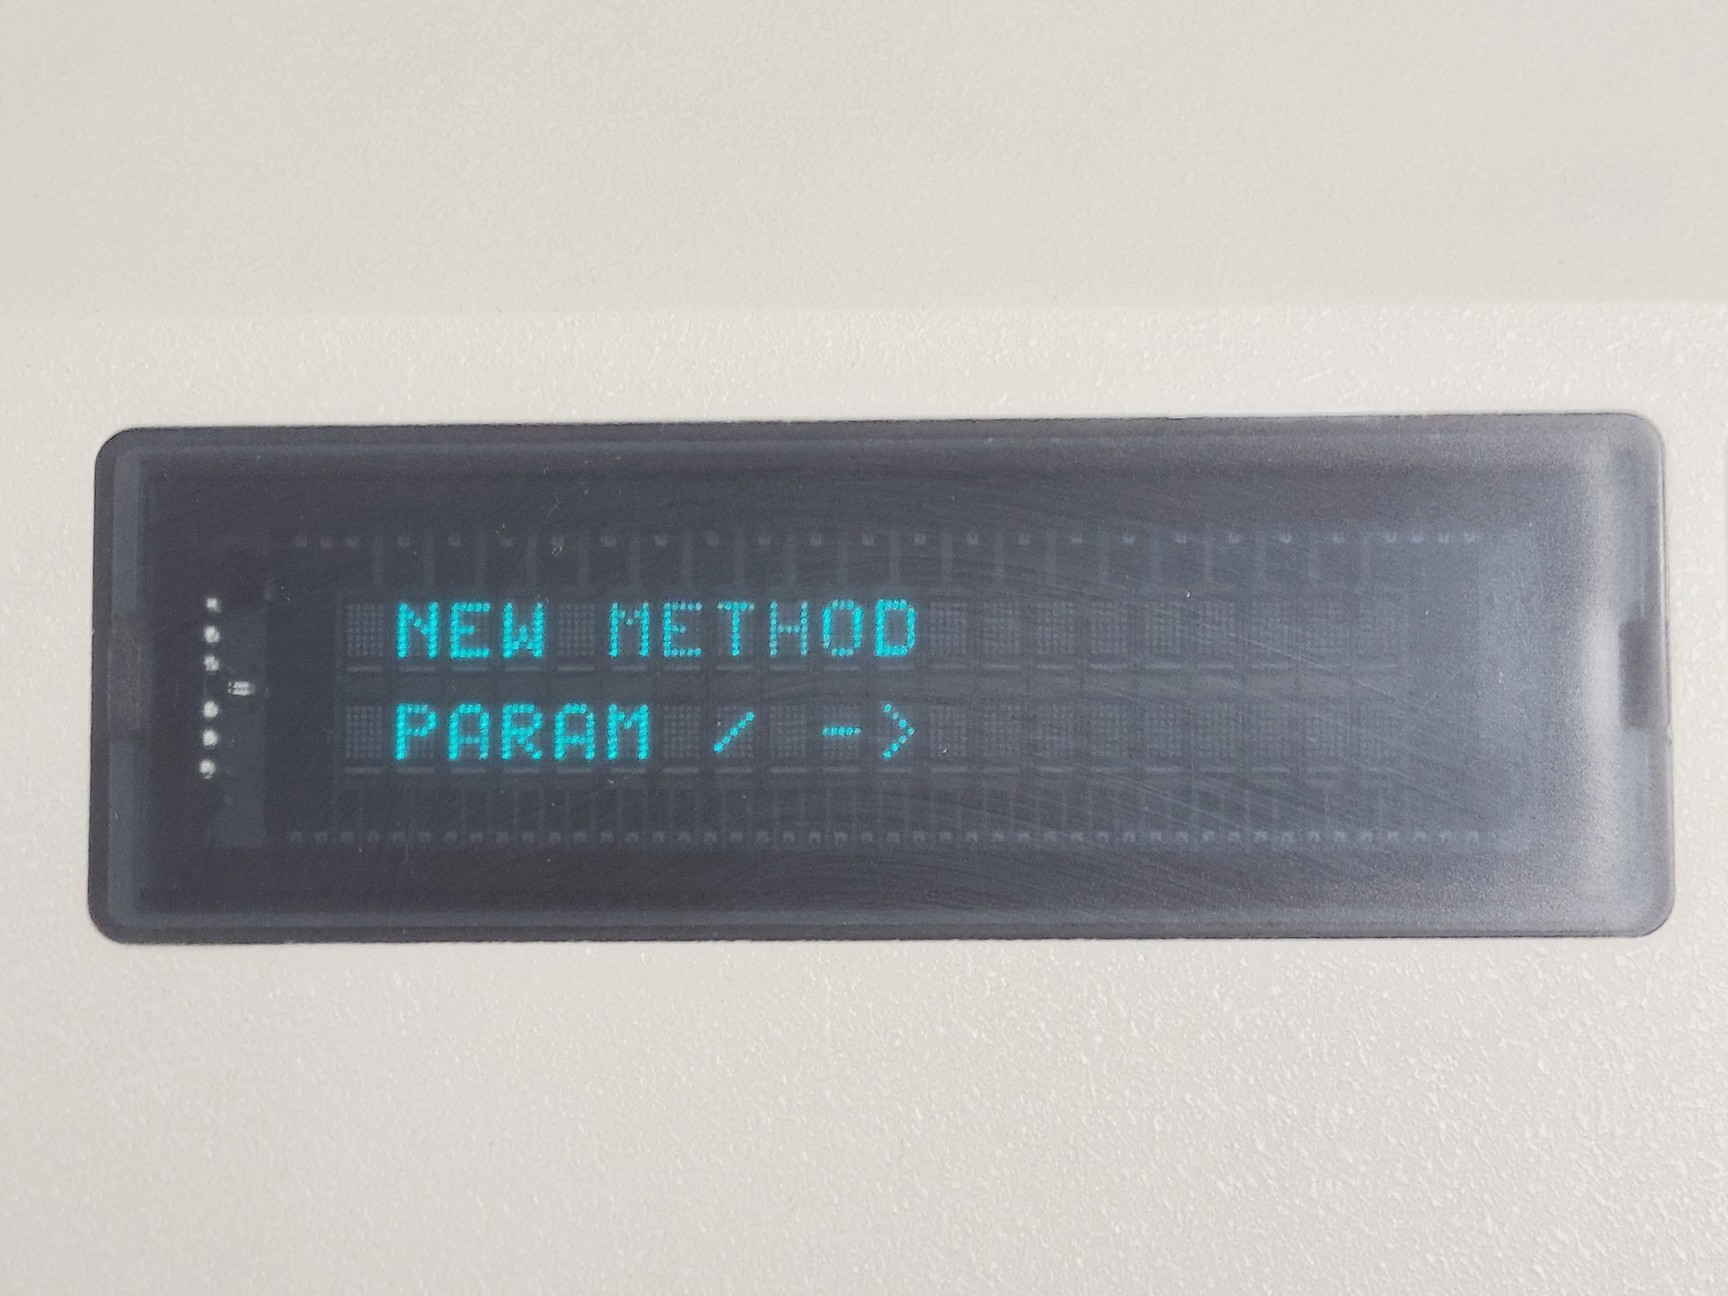 NEW METHOD
PARAM / ->